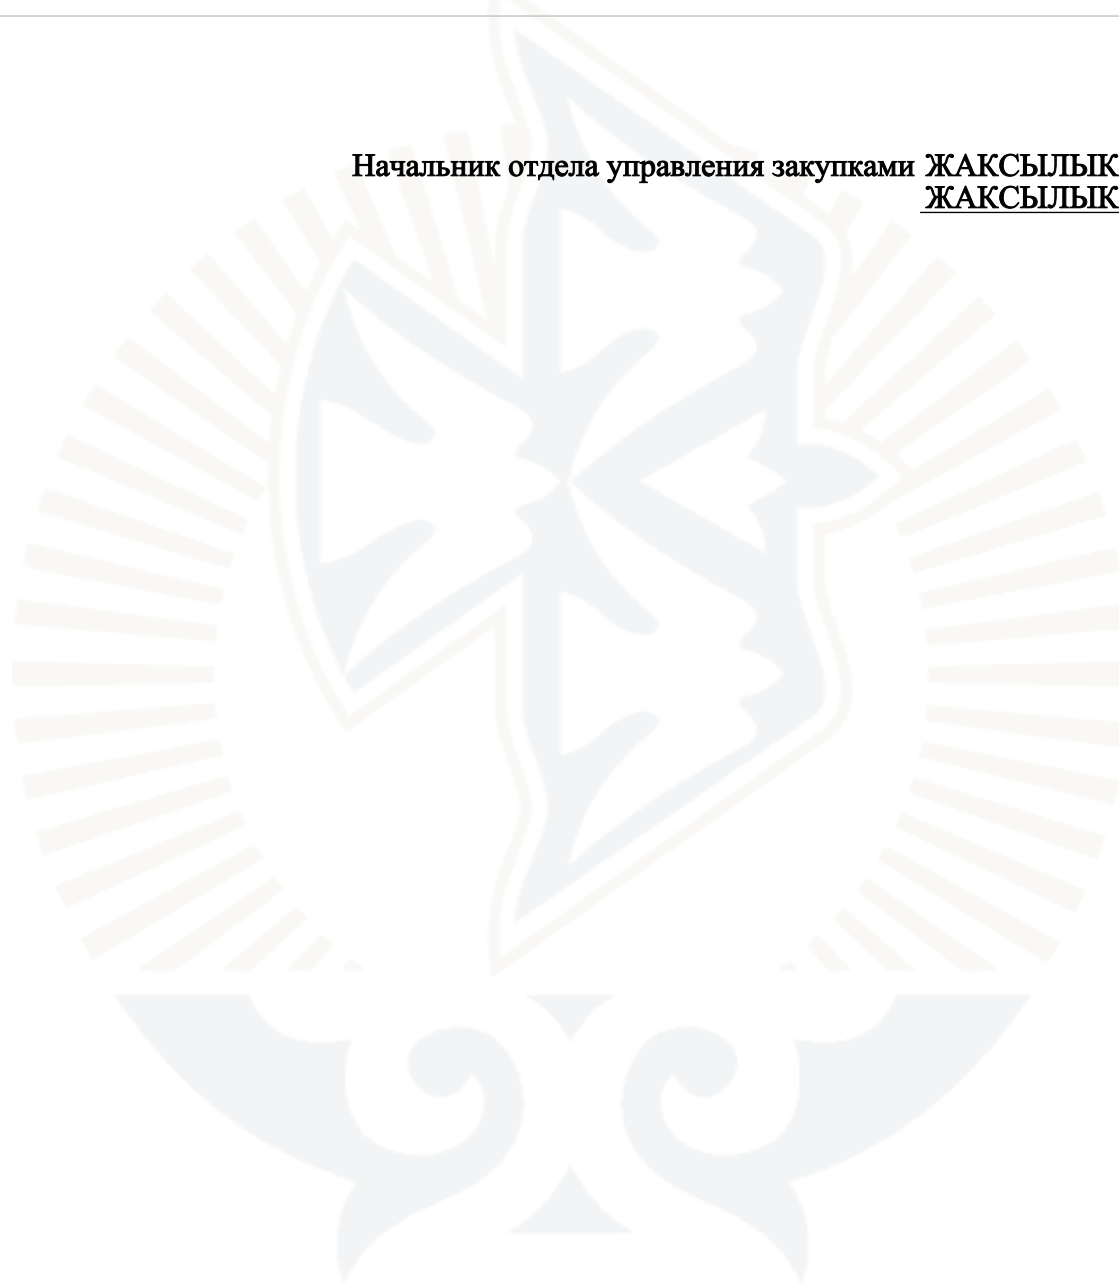 Начальник отдела управления закупками ЖАКСЫЛЫК
ЖАКСЫЛЫК